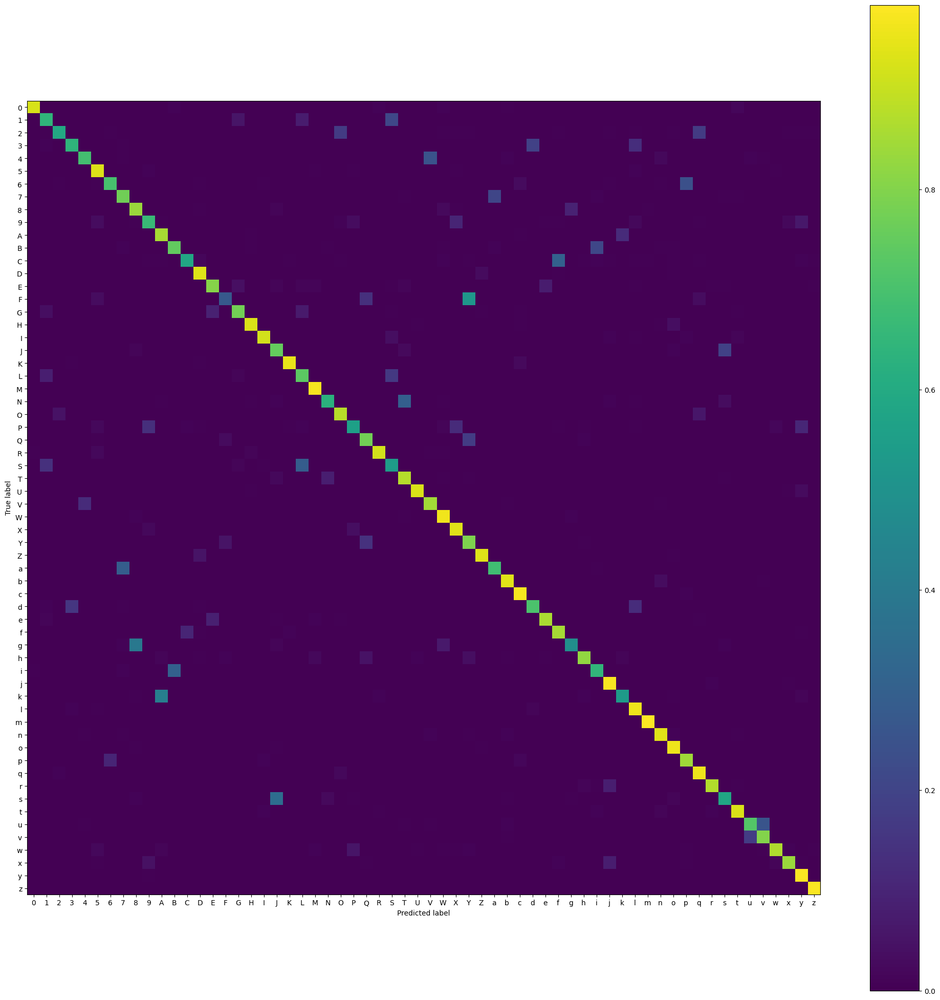 0
1
2
3
4
5
6
7
8
9
A
B
C
D
E
F
G
H
I
J
K
L
M
N
O
P
Q
R
S
T
U
V
W
X
Y
Z
a
b
c
d
e
f
g
h
i
j
k
l
m
n
o
p
q
r
s
t
u
v
w
x
y
z
True label
0 1 2 3 4 5 6 7 8 9 A B C D E F G H I J K L M N O P Q R S T U V W X Y Z a b c d e f g h i j k l m n o p q r s t u v w x y z
Predicted label
0.8
0.6
0.4
0.2
0.0